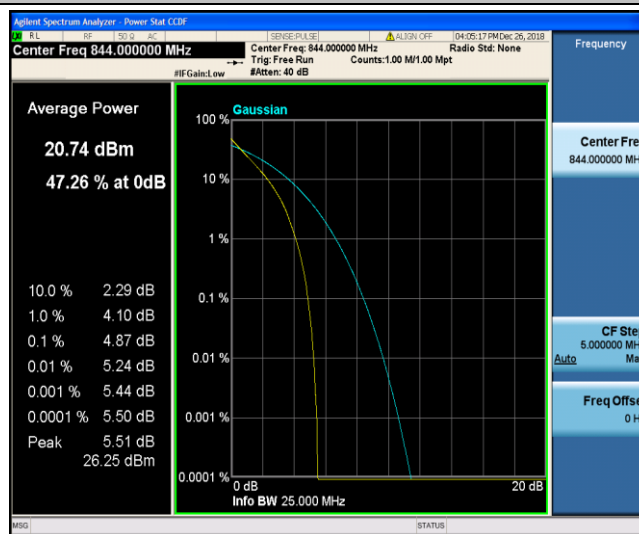 Agilent Spectrum Analyzer - Power Stat CCDF
RL RF 50 Ω AC SENSE:PULSE ALIGN OFF 04:05:17 PM Dec 26, 2018
Center Freq 844.000000 MHz Center Freq: 844.000000 MHz Radio Std: None
Trig: Free Run Counts:1.00 M/1.00 Mpt
#IFGain:Low #Atten: 40 dB
Frequency
Average Power
20.74 dBm
47.26 % at 0dB
10.0 % 2.29 dB
1.0 % 4.10 dB
0.1 % 4.87 dB
0.01 % 5.24 dB
0.001 % 5.44 dB
0.0001 % 5.50 dB
Peak 5.51 dB
26.25 dBm
Gaussian
100 %
10 %
1 %
0.1 %
0.01 %
0.001 %
0.0001 %
0 dB 20 dB
Info BW 25.000 MHz
Center Fre
844.000000 MH
CF Ste
5.000000 MH
Auto Ma
Freq Offse
0 H
MSG STATUS